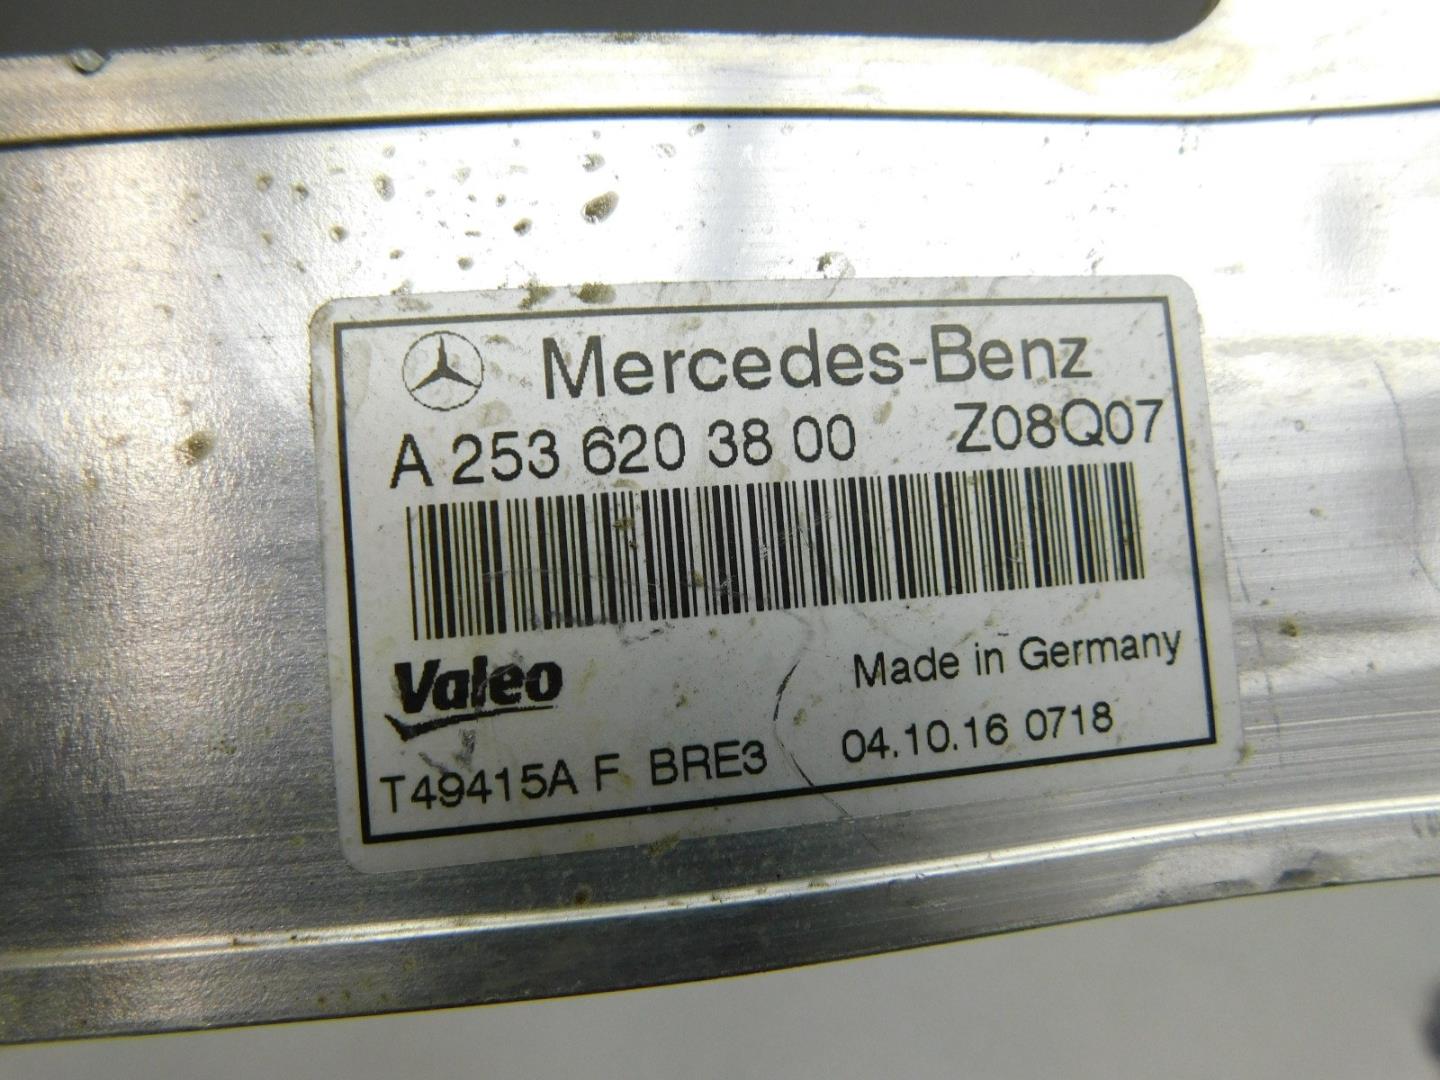 Mercedes-Benz
A 253 620 38 00 Z08Q07
Valeo
Made in Germany
T49415A F BRE3 04.10.16 0718